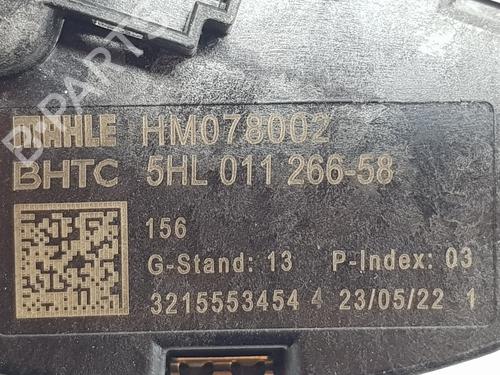 MAHLE HM078002
BHTC 5HL 011 266-58
156
G-Stand: 13 P-Index: 03
3215553454 4 23/05/22 1